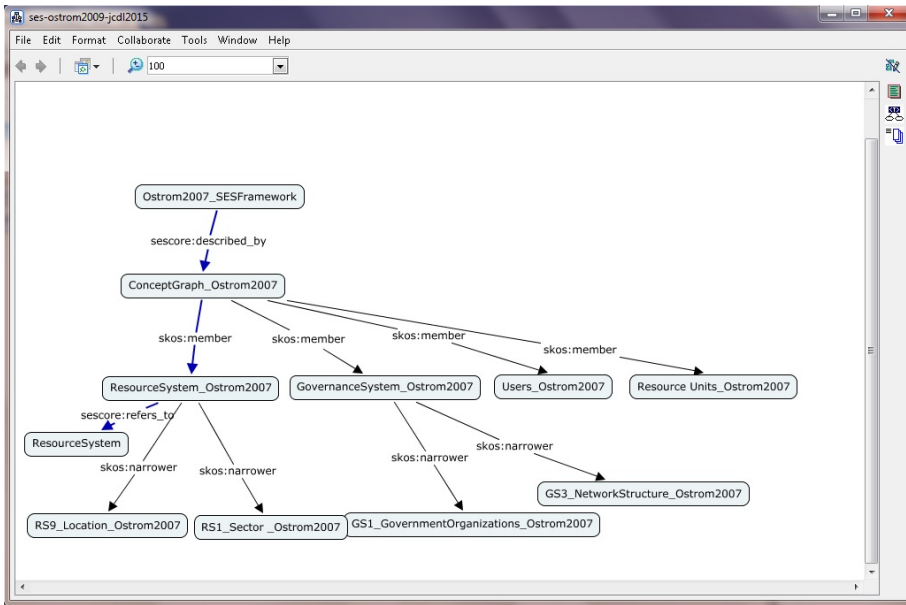 ses-ostrom2009-jcdl2015
File Edit Format Collaborate Tools Window Help
100
Ostrom2007_SESFramework
sescore:described_by
ConceptGraph_Ostrom2007
skos:member
skos:member
skos:member
skos:member
ResourceSystem_Ostrom2007
GovernanceSystem_Ostrom2007
Users_Ostrom2007
Resource Units_Ostrom2007
sescore:refers_to
ResourceSystem
skos:narrower
skos:narrower
skos:narrower
skos:narrower
GS3_NetworkStructure_Ostrom2007
RS9_Location_Ostrom2007
RS1_Sector _Ostrom2007
GS1_GovernmentOrganizations_Ostrom2007